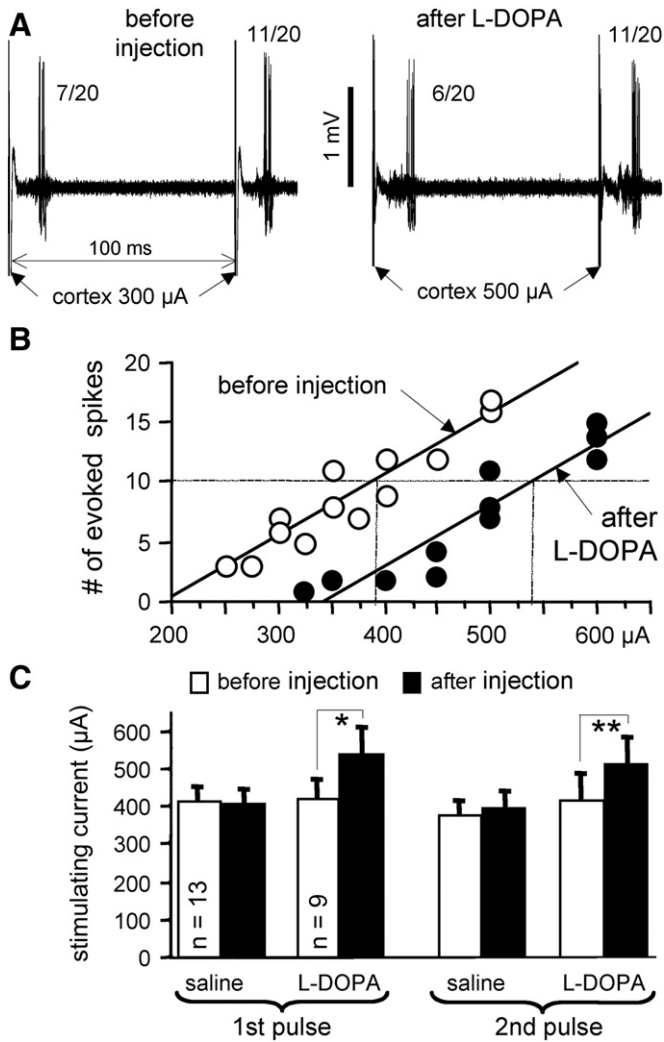 A
before
injection
after L-DOPA
7/20
11/20
6/20
11/20
1 mV
100 ms
cortex 300 µA
cortex 500 µA
B
# of evoked spikes
20
15
10
5
0
before injection
after
L-DOPA
200 300 400 500 600 µA
C
before injection
after injection
stimulating current (µA)
600
500
400
300
200
100
0
*
**
n = 13
n = 9
saline L-DOPA saline L-DOPA
1st pulse 2nd pulse